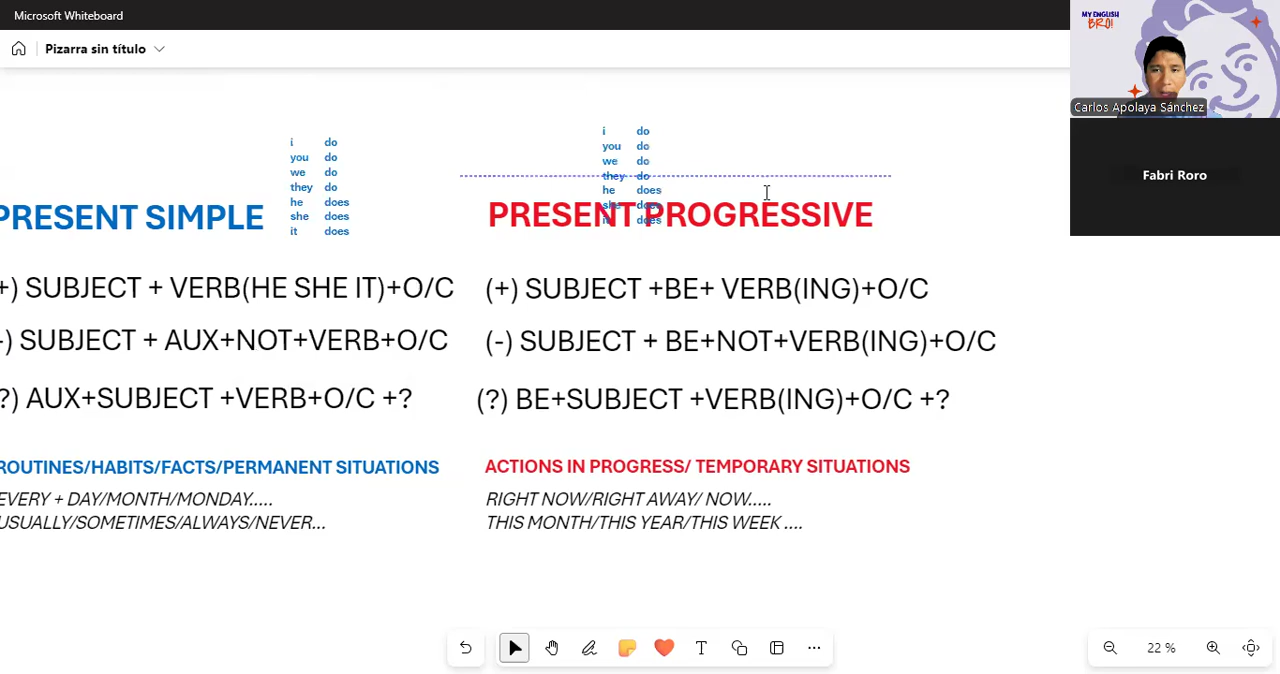 Microsoft Whiteboard
Pizarra sin título
MY ENGLISH
BRO!
Carlos Apolaya Sánchez
Fabri Roro
i do
you do
we do
they do
he does
she does
it does
PRESENT SIMPLE
+) SUBJECT + VERB(HE SHE IT)+O/C
-) SUBJECT + AUX+NOT+VERB+O/C
?) AUX+SUBJECT +VERB+O/C +?
ROUTINES/HABITS/FACTS/PERMANENT SITUATIONS
EVERY + DAY/MONTH/MONDAY.....
USUALLY/SOMETIMES/ALWAYS/NEVER...
i do
you do
we do
they do
he does
she does
it does
PRESENT PROGRESSIVE
(+) SUBJECT +BE+ VERB(ING)+O/C
(-) SUBJECT + BE+NOT+VERB(ING)+O/C
(?) BE+SUBJECT +VERB(ING)+O/C +?
ACTIONS IN PROGRESS/ TEMPORARY SITUATIONS
RIGHT NOW/RIGHT AWAY/ NOW.....
THIS MONTH/THIS YEAR/THIS WEEK ....
22 %